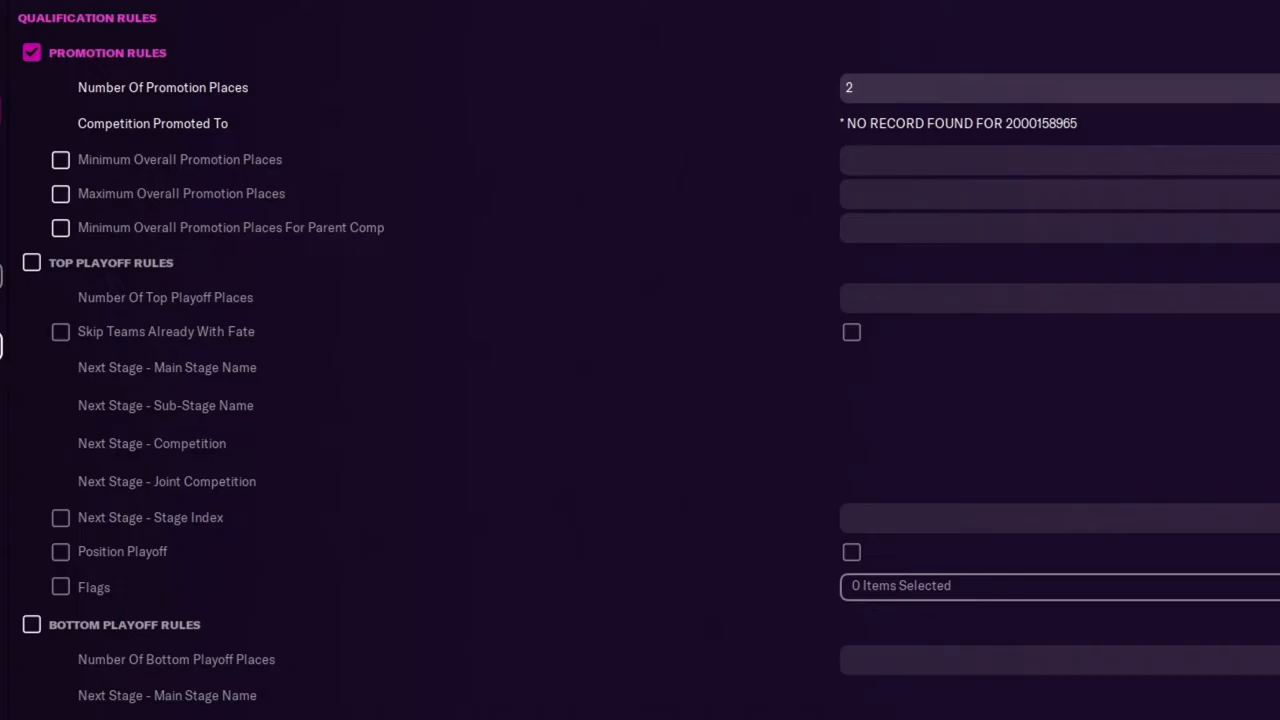 QUALIFICATION RULES
PROMOTION RULES
Number Of Promotion Places 2
Competition Promoted To * NO RECORD FOUND FOR 2000158965
Minimum Overall Promotion Places
Maximum Overall Promotion Places
Minimum Overall Promotion Places For Parent Comp
TOP PLAYOFF RULES
Number Of Top Playoff Places
Skip Teams Already With Fate
Next Stage - Main Stage Name
Next Stage - Sub-Stage Name
Next Stage - Competition
Next Stage - Joint Competition
Next Stage - Stage Index
Position Playoff
Flags 0 Items Selected
BOTTOM PLAYOFF RULES
Number Of Bottom Playoff Places
Next Stage - Main Stage Name